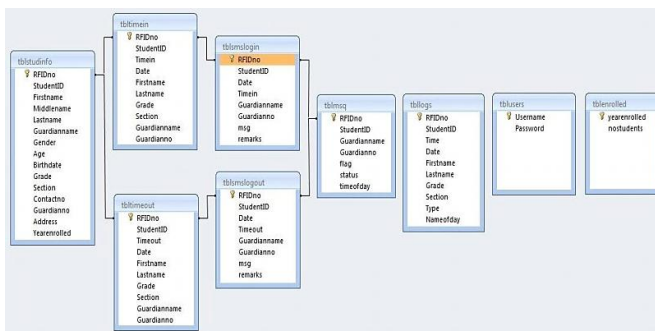 tblstudinfo
RFIDno
StudentID
Firstname
Middlename
Lastname
Guardianname
Gender
Age
Birthdate
Grade
Section
Contactno
Guardianno
Address
Yearenrolled
tbltimein
RFIDno
StudentID
Timein
Date
Firstname
Lastname
Grade
Section
Guardianname
Guardianno
tbltimeout
RFIDno
StudentID
Timeout
Date
Firstname
Lastname
Grade
Section
Guardianname
Guardianno
tblsmslogin
RFIDno
StudentID
Date
Timein
Guardianname
Guardianno
msg
remarks
tblsmslogout
RFIDno
StudentID
Date
Timeout
Guardianname
Guardianno
msg
remarks
tblmsq
RFIDno
StudentID
Guardianname
Guardianno
flag
status
timeofday
tbllogs
RFIDno
StudentID
Time
Date
Firstname
Lastname
Grade
Section
Type
Nameofday
tblusers
Username
Password
tblenrolled
yearenrolled
nostudents